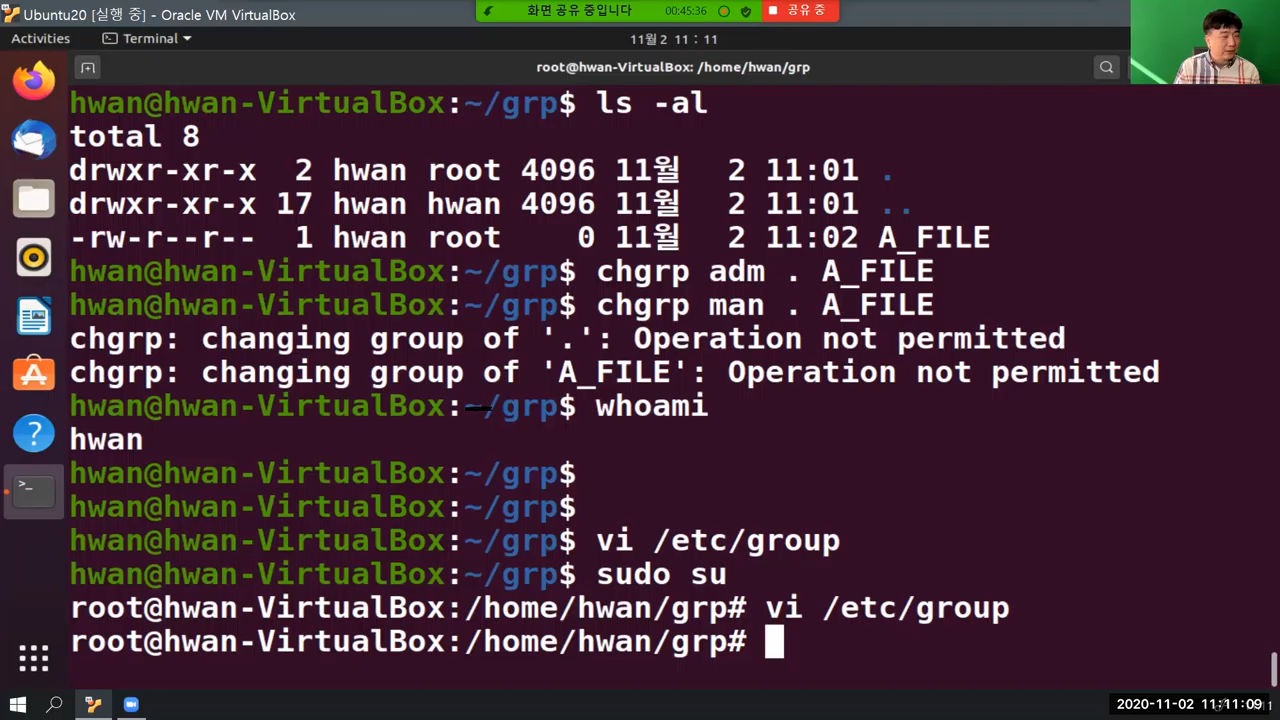 Ubuntu20 [실행 중] - Oracle VM VirtualBox
화면 공유 중입니다
00:45:36
공유 중
Activities
Terminal
11월 2 11 : 11
root@hwan-VirtualBox: /home/hwan/grp
hwan@hwan-VirtualBox:~/grp$ ls -al
total 8
drwxr-xr-x  2 hwan root 4096 11월  2 11:01 .
drwxr-xr-x 17 hwan hwan 4096 11월  2 11:01 ..
-rw-r--r--  1 hwan root    0 11월  2 11:02 A_FILE
hwan@hwan-VirtualBox:~/grp$ chgrp adm . A_FILE
hwan@hwan-VirtualBox:~/grp$ chgrp man . A_FILE
chgrp: changing group of '.': Operation not permitted
chgrp: changing group of 'A_FILE': Operation not permitted
hwan@hwan-VirtualBox:~/grp$ whoami
hwan
hwan@hwan-VirtualBox:~/grp$
hwan@hwan-VirtualBox:~/grp$
hwan@hwan-VirtualBox:~/grp$ vi /etc/group
hwan@hwan-VirtualBox:~/grp$ sudo su
root@hwan-VirtualBox:/home/hwan/grp# vi /etc/group
root@hwan-VirtualBox:/home/hwan/grp#
2020-11-02 11:11:09